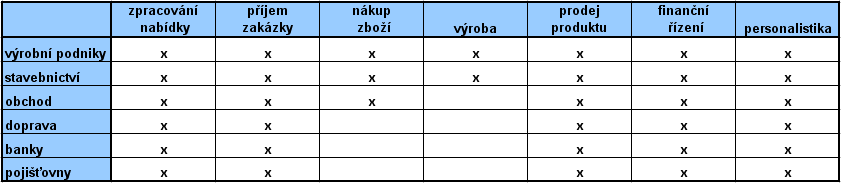 zpracování nabídky příjem zakázky nákup zboží výroba prodej produktu finanční řízení personalistika
výrobní podniky x x x x x x x
stavebnictví x x x x x x x
obchod x x x x x x
doprava x x x x x
banky x x x x x
pojišťovny x x x x x